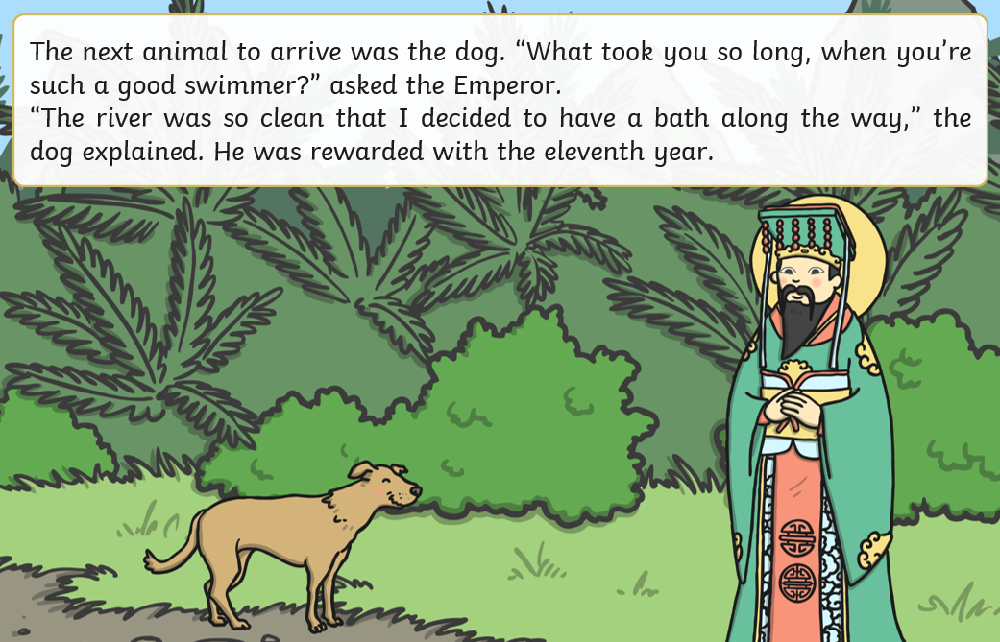 The next animal to arrive was the dog. “What took you so long, when you’re
such a good swimmer?” asked the Emperor.
“The river was so clean that I decided to have a bath along the way,” the
dog explained. He was rewarded with the eleventh year.